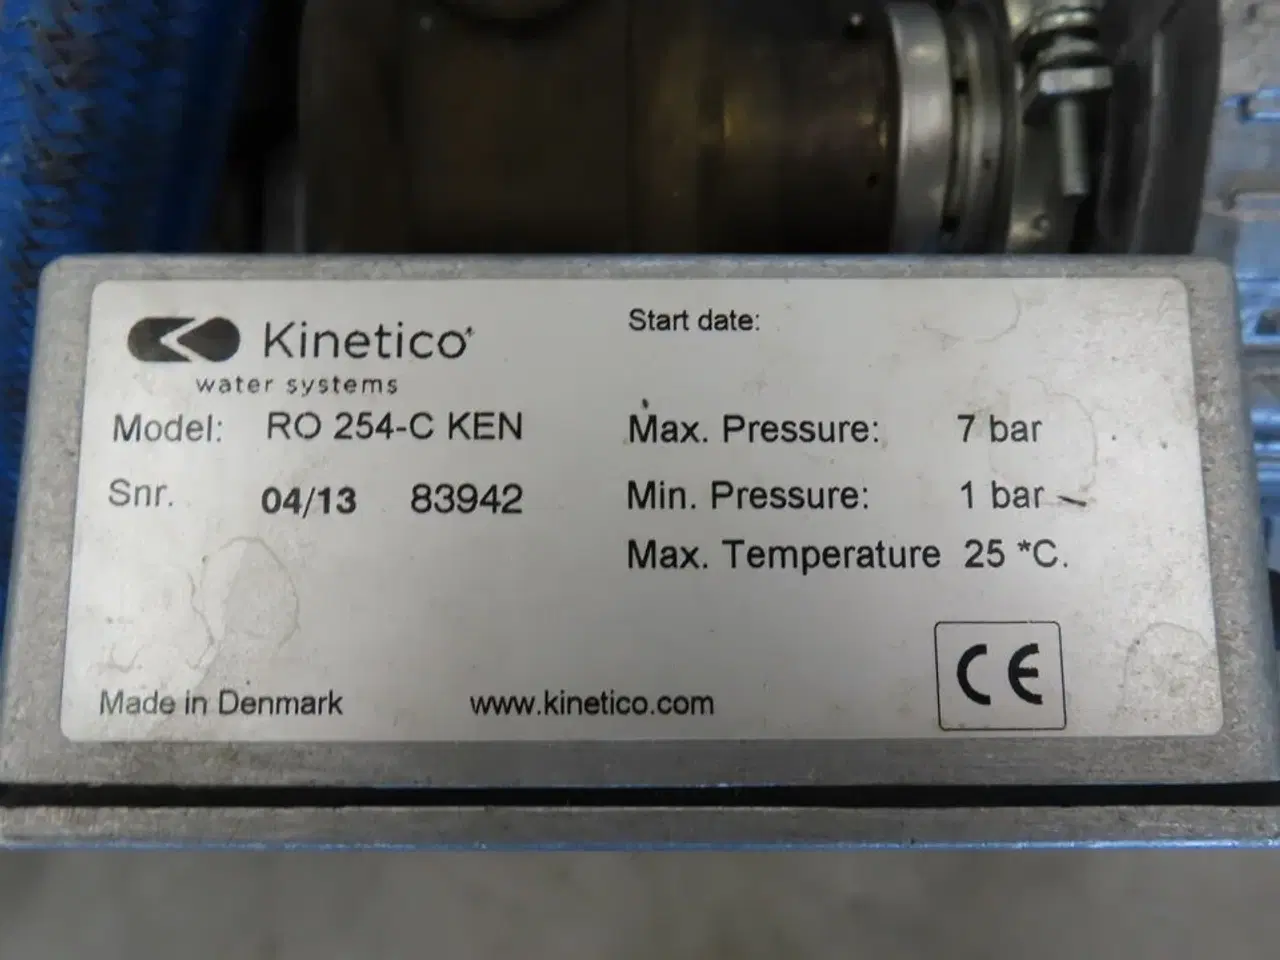 Kinetico
water systems
Model: RO 254-C KEN
Snr. 04/13 83942
Start date:
Max. Pressure: 7 bar
Min. Pressure: 1 bar
Max. Temperature 25 *C.
Made in Denmark
www.kinetico.com
CE